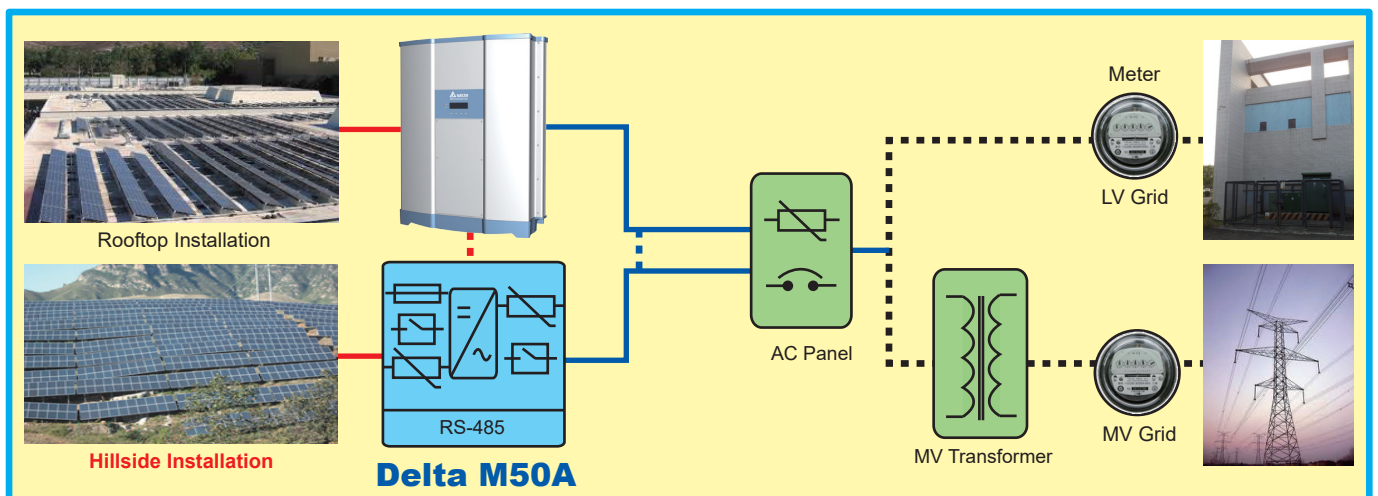 Rooftop Installation
Hillside Installation
RS-485
Delta M50A
AC Panel
Meter
LV Grid
MV Transformer
MV Grid